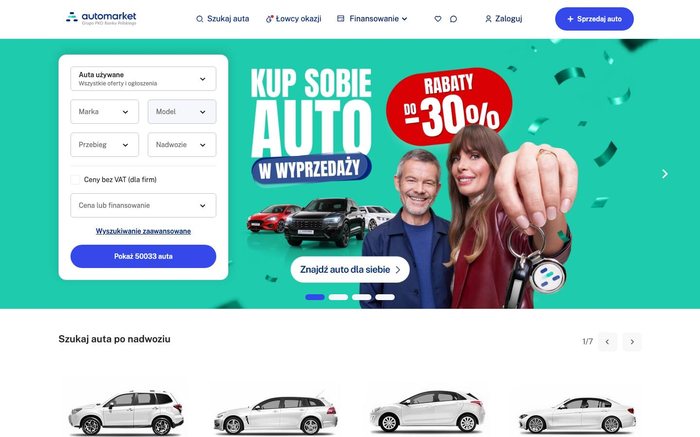 automarket
Grupa PKO Banku Polskiego
Szukaj auta
Łowcy okazji
Finansowanie
Zaloguj
+ Sprzedaj auto
Auta używane
Wszystkie oferty i ogłoszenia
Marka
Model
Przebieg
Nadwozie
Ceny bez VAT (dla firm)
Cena lub finansowanie
Wyszukiwanie zaawansowane
Pokaż 50033 auta
KUP SOBIE
AUTO
W WYPRZEDAŻY
RABATY
DO -30%
Znajdź auto dla siebie
Szukaj auta po nadwoziu
1/7